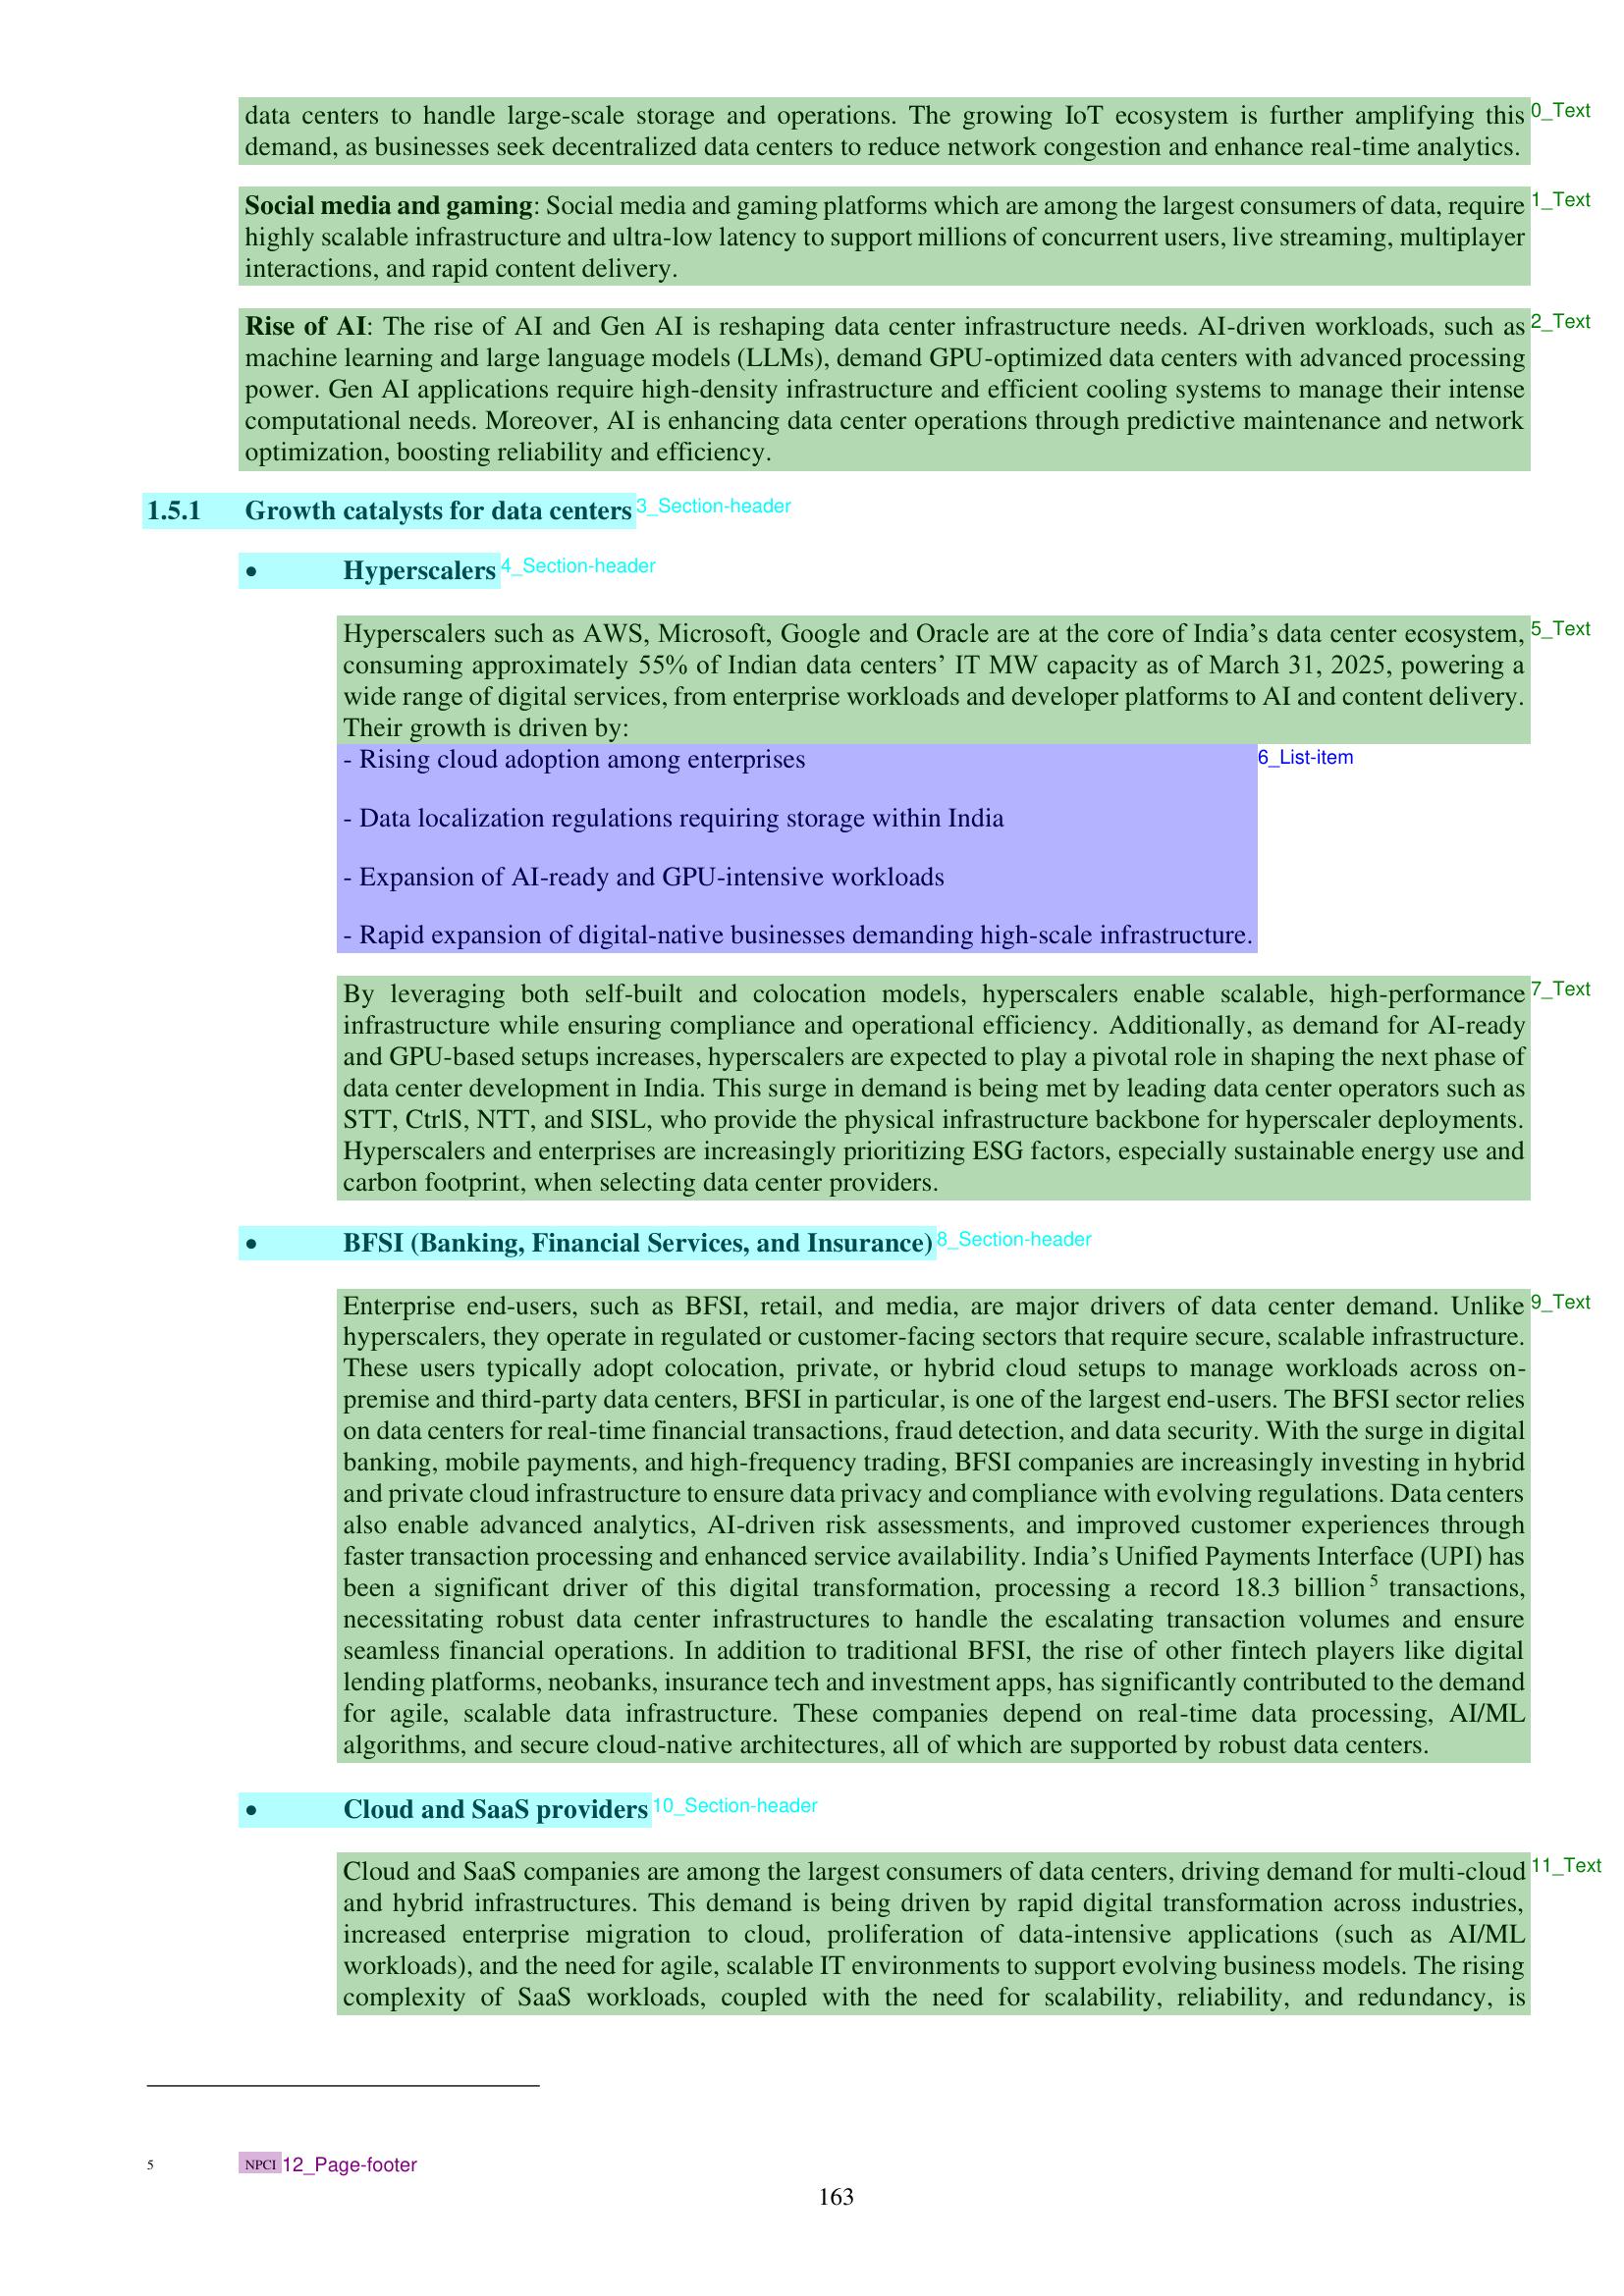 data centers to handle large-scale storage and operations. The growing IoT ecosystem is further amplifying this 0_Text
demand, as businesses seek decentralized data centers to reduce network congestion and enhance real-time analytics.
Social media and gaming: Social media and gaming platforms which are among the largest consumers of data, require 1_Text
highly scalable infrastructure and ultra-low latency to support millions of concurrent users, live streaming, multiplayer
interactions, and rapid content delivery.
Rise of AI: The rise of AI and Gen AI is reshaping data center infrastructure needs. AI-driven workloads, such as 2_Text
machine learning and large language models (LLMs), demand GPU-optimized data centers with advanced processing
power. Gen AI applications require high-density infrastructure and efficient cooling systems to manage their intense
computational needs. Moreover, AI is enhancing data center operations through predictive maintenance and network
optimization, boosting reliability and efficiency.
1.5.1 Growth catalysts for data centers 3_Section-header
• Hyperscalers 4_Section-header
Hyperscalers such as AWS, Microsoft, Google and Oracle are at the core of India’s data center ecosystem, 5_Text
consuming approximately 55% of Indian data centers’ IT MW capacity as of March 31, 2025, powering a
wide range of digital services, from enterprise workloads and developer platforms to AI and content delivery.
Their growth is driven by:
- Rising cloud adoption among enterprises 6_List-item
- Data localization regulations requiring storage within India
- Expansion of AI-ready and GPU-intensive workloads
- Rapid expansion of digital-native businesses demanding high-scale infrastructure.
By leveraging both self-built and colocation models, hyperscalers enable scalable, high-performance 7_Text
infrastructure while ensuring compliance and operational efficiency. Additionally, as demand for AI-ready
and GPU-based setups increases, hyperscalers are expected to play a pivotal role in shaping the next phase of
data center development in India. This surge in demand is being met by leading data center operators such as
STT, CtrlS, NTT, and SISL, who provide the physical infrastructure backbone for hyperscaler deployments.
Hyperscalers and enterprises are increasingly prioritizing ESG factors, especially sustainable energy use and
carbon footprint, when selecting data center providers.
• BFSI (Banking, Financial Services, and Insurance) 8_Section-header
Enterprise end-users, such as BFSI, retail, and media, are major drivers of data center demand. Unlike 9_Text
hyperscalers, they operate in regulated or customer-facing sectors that require secure, scalable infrastructure.
These users typically adopt colocation, private, or hybrid cloud setups to manage workloads across on-
premise and third-party data centers, BFSI in particular, is one of the largest end-users. The BFSI sector relies
on data centers for real-time financial transactions, fraud detection, and data security. With the surge in digital
banking, mobile payments, and high-frequency trading, BFSI companies are increasingly investing in hybrid
and private cloud infrastructure to ensure data privacy and compliance with evolving regulations. Data centers
also enable advanced analytics, AI-driven risk assessments, and improved customer experiences through
faster transaction processing and enhanced service availability. India’s Unified Payments Interface (UPI) has
been a significant driver of this digital transformation, processing a record 18.3 billion⁵ transactions,
necessitating robust data center infrastructures to handle the escalating transaction volumes and ensure
seamless financial operations. In addition to traditional BFSI, the rise of other fintech players like digital
lending platforms, neobanks, insurance tech and investment apps, has significantly contributed to the demand
for agile, scalable data infrastructure. These companies depend on real-time data processing, AI/ML
algorithms, and secure cloud-native architectures, all of which are supported by robust data centers.
• Cloud and SaaS providers 10_Section-header
Cloud and SaaS companies are among the largest consumers of data centers, driving demand for multi-cloud 11_Text
and hybrid infrastructures. This demand is being driven by rapid digital transformation across industries,
increased enterprise migration to cloud, proliferation of data-intensive applications (such as AI/ML
workloads), and the need for agile, scalable IT environments to support evolving business models. The rising
complexity of SaaS workloads, coupled with the need for scalability, reliability, and redundancy, is
5 NPCI 12_Page-footer
163